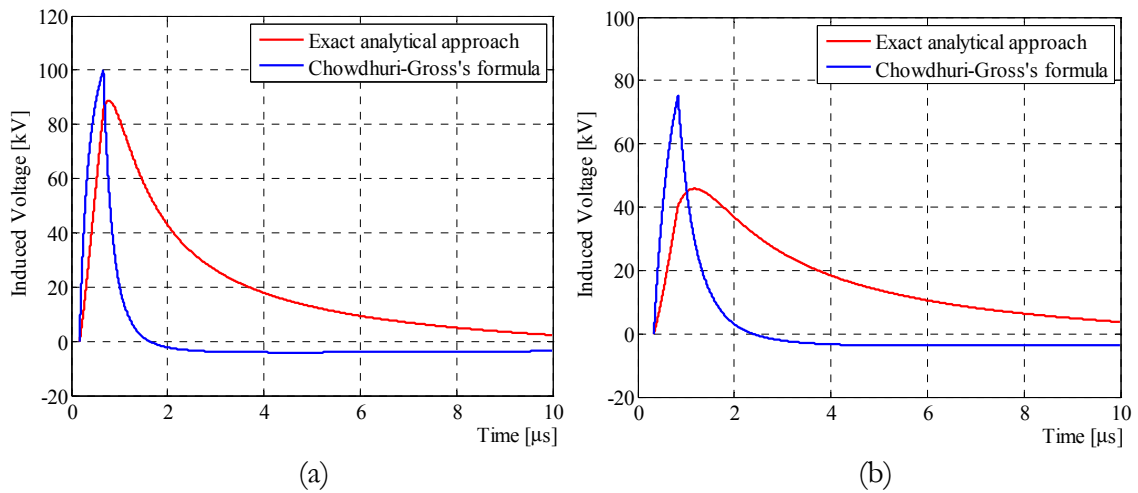 120
100
80
60
40
20
0
-20
0
2
4
6
8
10
Induced Voltage [kV]
Time [μs]
Exact analytical approach
Chowdhuri-Gross's formula
(a)
100
80
60
40
20
0
-20
0
2
4
6
8
10
Induced Voltage [kV]
Time [μs]
Exact analytical approach
Chowdhuri-Gross's formula
(b)